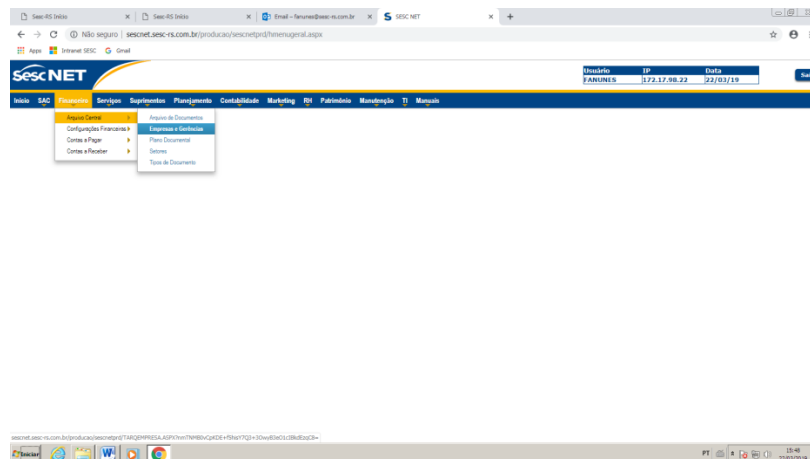 Sesc-RS Início
Sesc-RS Início
Email – fanunes@sesc-rs.com.br
SESC NET
Não seguro | sescnet.sesc-rs.com.br/producao/sescnetprd/hmenugeral.aspx
Apps
Intranet SESC
Gmail
Sesc NET
Usuário IP Data
FANUNES 172.17.98.22 22/03/19
Início SAC Financeiro Serviços Suprimentos Planejamento Contabilidade Marketing RH Patrimônio Manutenção TI Manuais
Arquivo Central
Configurações Financeiras
Contas a Pagar
Contas a Receber
Arquivo de Documentos
Empresas e Gerências
Plano Documental
Setores
Tipos de Documento
Iniciar
PT
15:48
22/03/2019